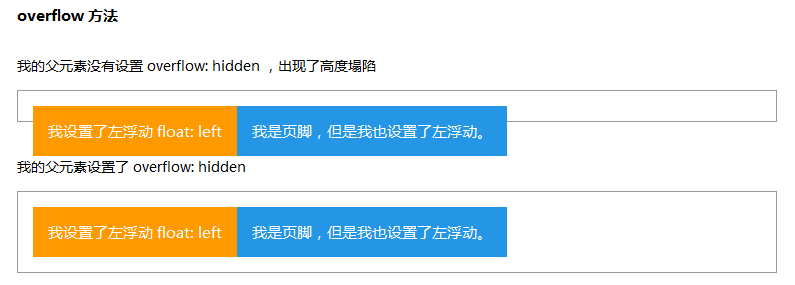 overflow 方法
我的父元素没有设置 overflow: hidden ，出现了高度塌陷
我设置了左浮动 float: left 我是页脚，但是我也设置了左浮动。
我的父元素设置了 overflow: hidden
我设置了左浮动 float: left 我是页脚，但是我也设置了左浮动。